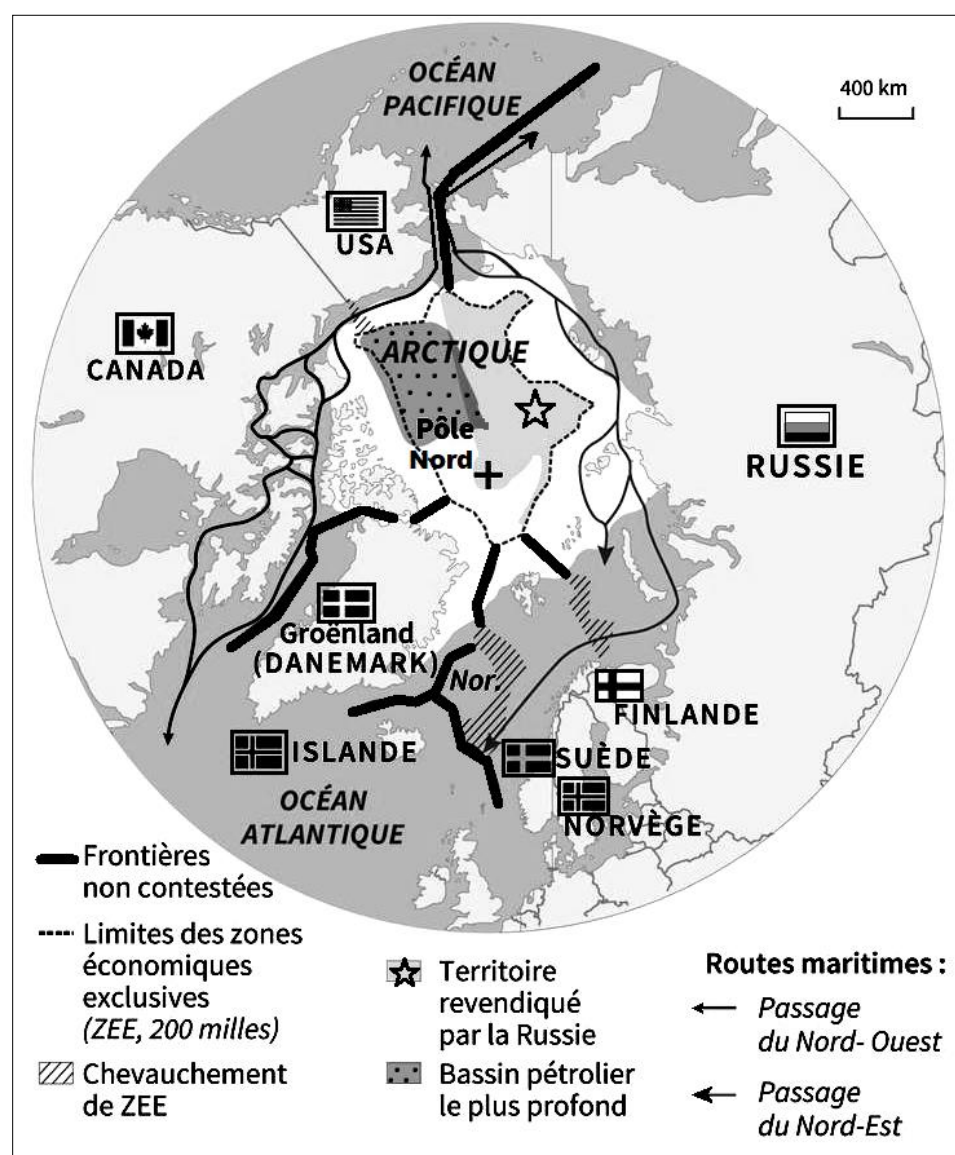 OCÉAN
PACIFIQUE
400 km
USA
CANADA
ARCTIQUE
Pôle
Nord
RUSSIE
Groënland
(DANEMARK)
Nor.
FINLANDE
ISLANDE
SUÈDE
NORVÈGE
OCÉAN
ATLANTIQUE
Frontières
non contestées
Limites des zones
économiques
exclusives
(ZEE, 200 milles)
Chevauchement
de ZEE
Territoire
revendiqué
par la Russie
Bassin pétrolier
le plus profond
Routes maritimes :
Passage
du Nord- Ouest
Passage
du Nord-Est